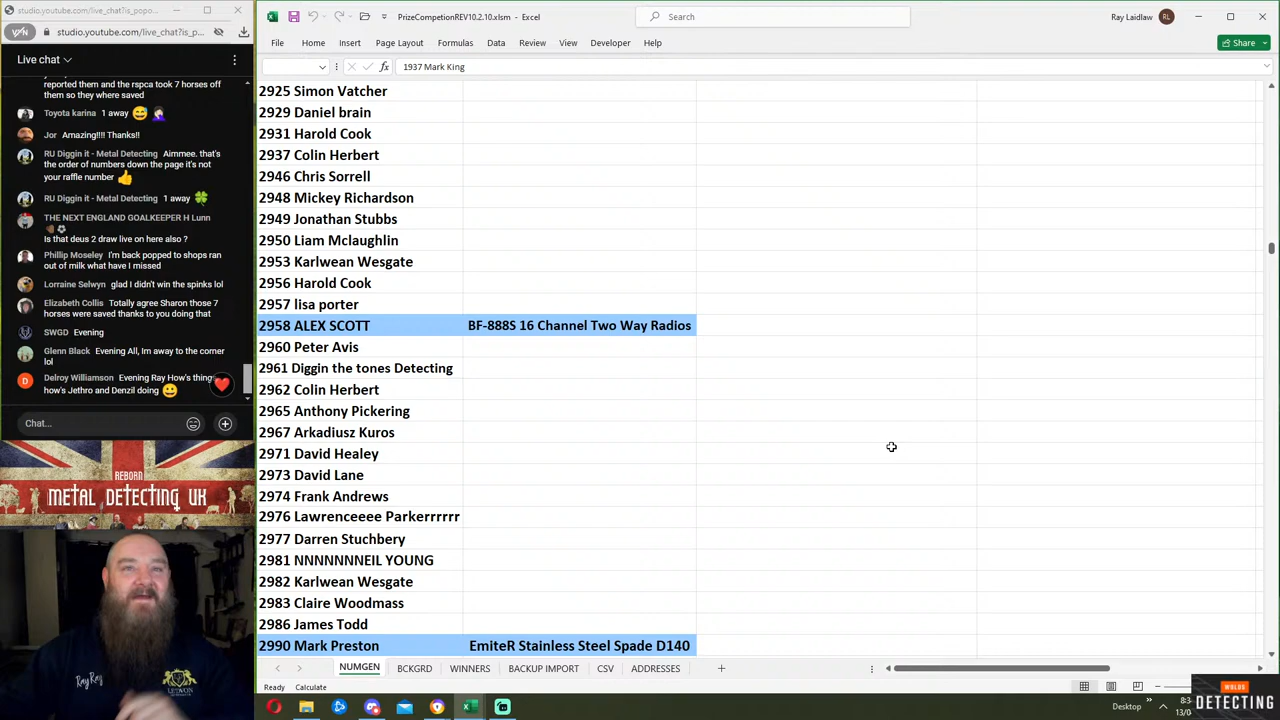 studio.youtube.com/live_chat?is_popo...
studio.youtube.com/live_chat?is_p...
Live chat
reported them and the rspca took 7 horses off
them so they where saved
Toyota karina 1 away 😅 🤦
Jor Amazing!!!! Thanks!!
RU Diggin it - Metal Detecting Aimmee. that's
the order of numbers down the page it's not
your raffle number 👍
RU Diggin it - Metal Detecting 1 away 🍀
THE NEXT ENGLAND GOALKEEPER H Lunn
Is that deus 2 draw live on here also ?
Phillip Moseley I'm back popped to shops ran
out of milk what have I missed
Lorraine Selwyn glad I didn't win the spinks lol
Elizabeth Collis Totally agree Sharon those 7
horses were saved thanks to you doing that
SWGD Evening
Glenn Black Evening All, Im away to the corner
lol
D Delroy Williamson Evening Ray How's thing
how's Jethro and Denzil doing 😀
Chat...
REBORN
METAL DETECTING UK
RayRay
PrizeCompetionREV10.2.10.xlsm - Excel
Search
Ray Laidlaw RL
File Home Insert Page Layout Formulas Data Review View Developer Help
Share
fx 1937 Mark King
2925 Simon Vatcher
2929 Daniel brain
2931 Harold Cook
2937 Colin Herbert
2946 Chris Sorrell
2948 Mickey Richardson
2949 Jonathan Stubbs
2950 Liam Mclaughlin
2953 Karlwean Wesgate
2956 Harold Cook
2957 lisa porter
2958 ALEX SCOTT BF-888S 16 Channel Two Way Radios
2960 Peter Avis
2961 Diggin the tones Detecting
2962 Colin Herbert
2965 Anthony Pickering
2967 Arkadiusz Kuros
2971 David Healey
2973 David Lane
2974 Frank Andrews
2976 Lawrenceeee Parkerrrrrr
2977 Darren Stuchbery
2981 NNNNNNNEIL YOUNG
2982 Karlwean Wesgate
2983 Claire Woodmass
2986 James Todd
2990 Mark Preston EmiteR Stainless Steel Spade D140
NUMGEN BCKGRD WINNERS BACKUP IMPORT CSV ADDRESSES
Ready Calculate
Desktop
8:3
13/0
WOLDS
DETECTING